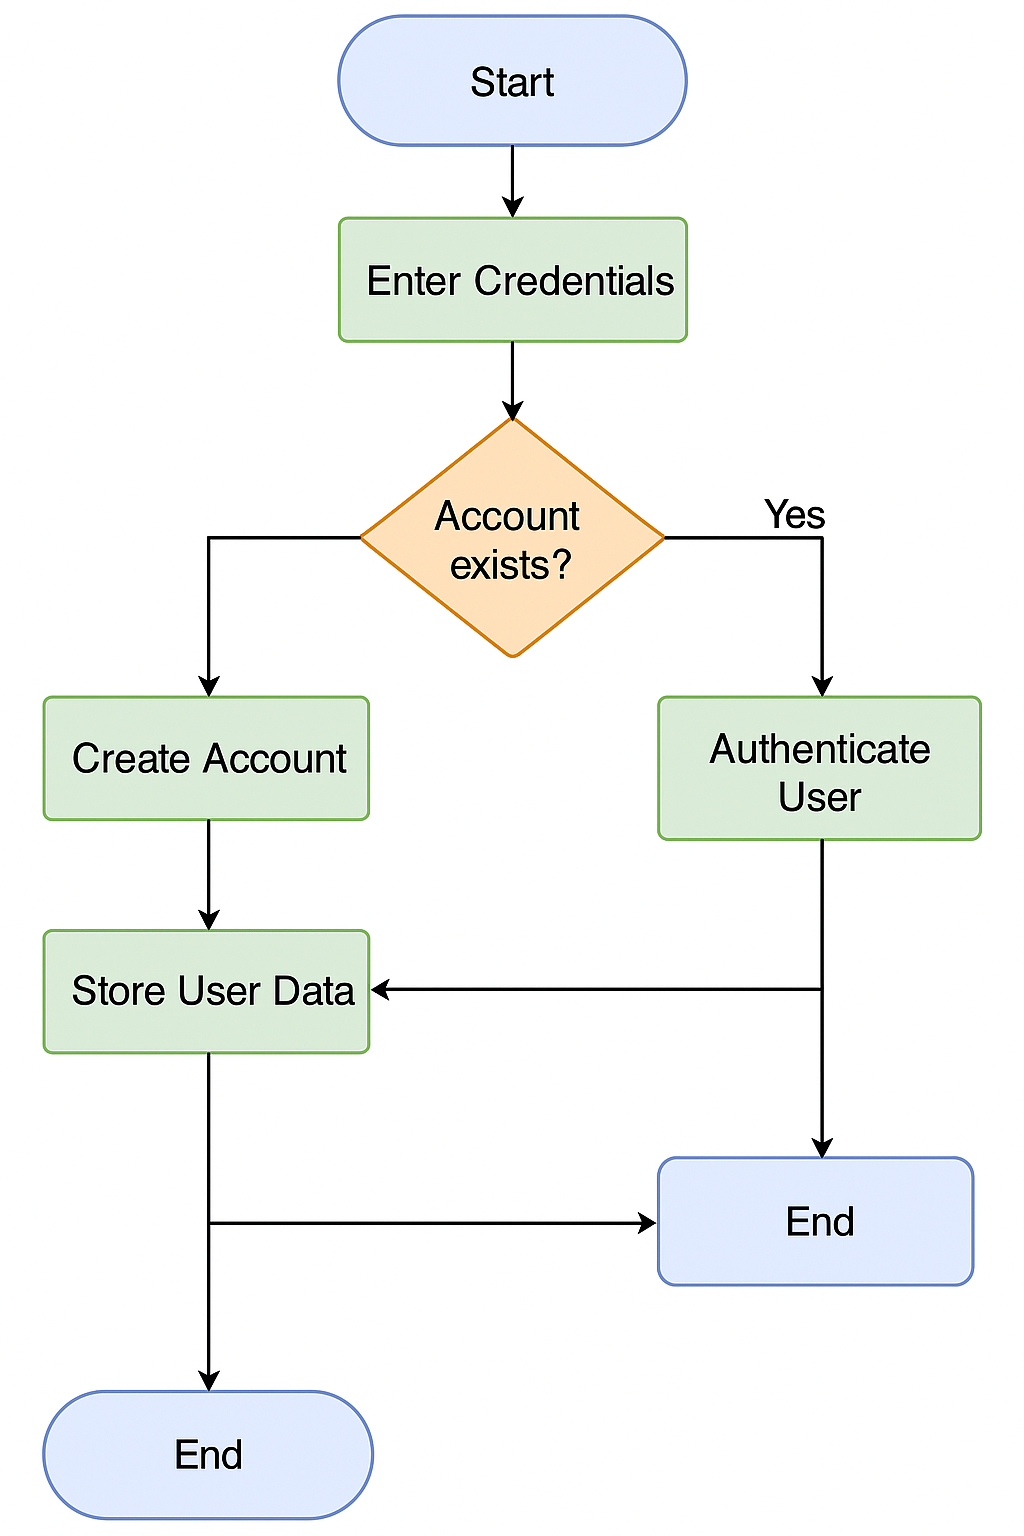 Start
Enter Credentials
Account
exists?
Yes
Create Account
Authenticate
User
Store User Data
End
End